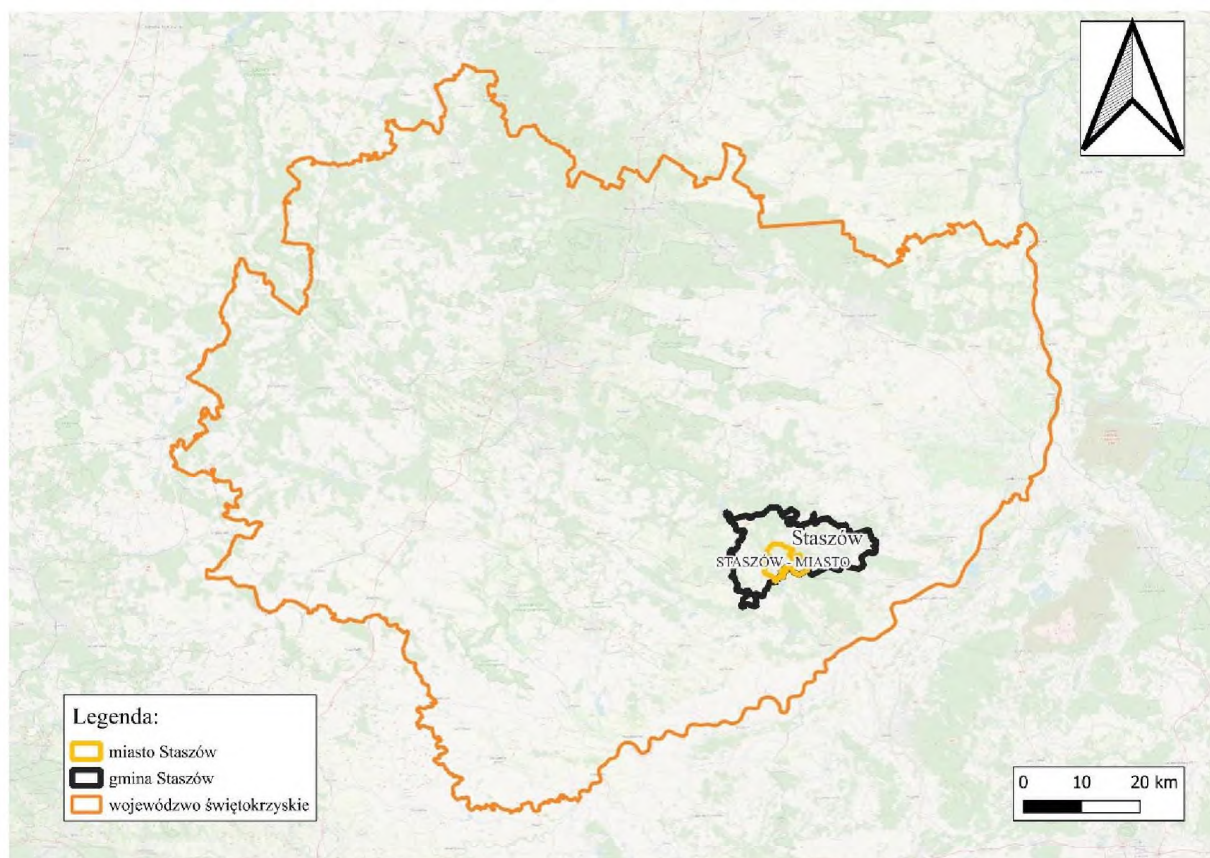 Staszów
STASZÓW - MIASTO
Legenda:
miasto Staszów
gmina Staszów
województwo świętokrzyskie
0 10 20 km